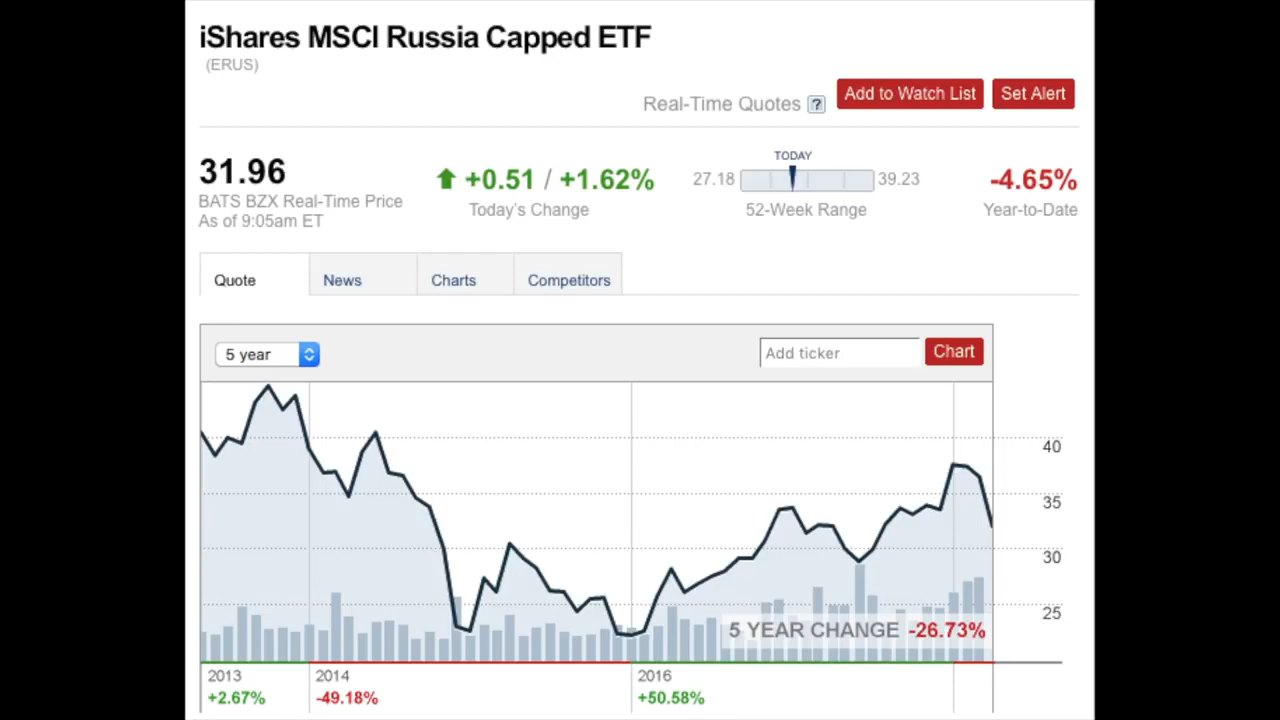 iShares MSCI Russia Capped ETF
(ERUS)
Real-Time Quotes ? Add to Watch List Set Alert
TODAY
31.96 +0.51 / +1.62% 27.18 39.23 -4.65%
BATS BZX Real-Time Price Today's Change 52-Week Range Year-to-Date
As of 9:05am ET
Quote News Charts Competitors
5 year Add ticker Chart
40
35
30
25
5 YEAR CHANGE -26.73%
2013 2014 2016
+2.67% -49.18% +50.58%